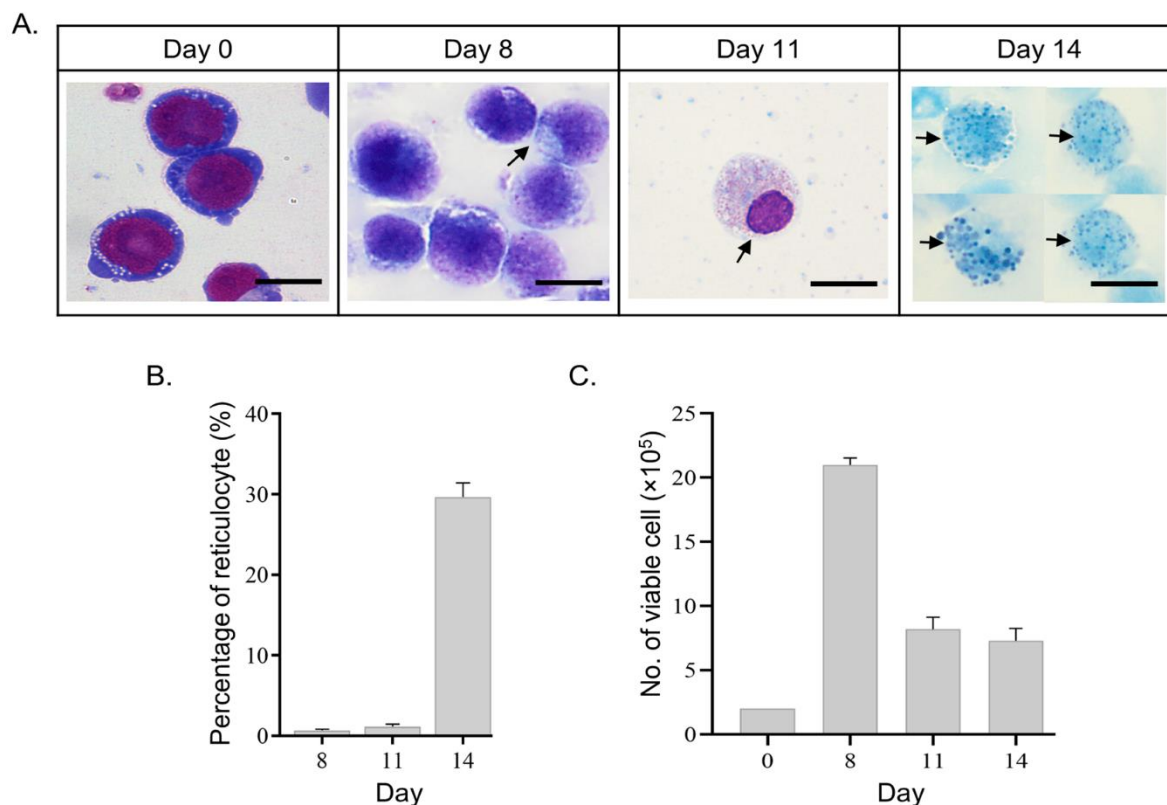 A.
Day 0 Day 8 Day 11 Day 14
B.
Percentage of reticulocyte (%)
40
30
20
10
0
8 11 14
Day
C.
No. of viable cell (×10⁵)
25
20
15
10
5
0
0 8 11 14
Day